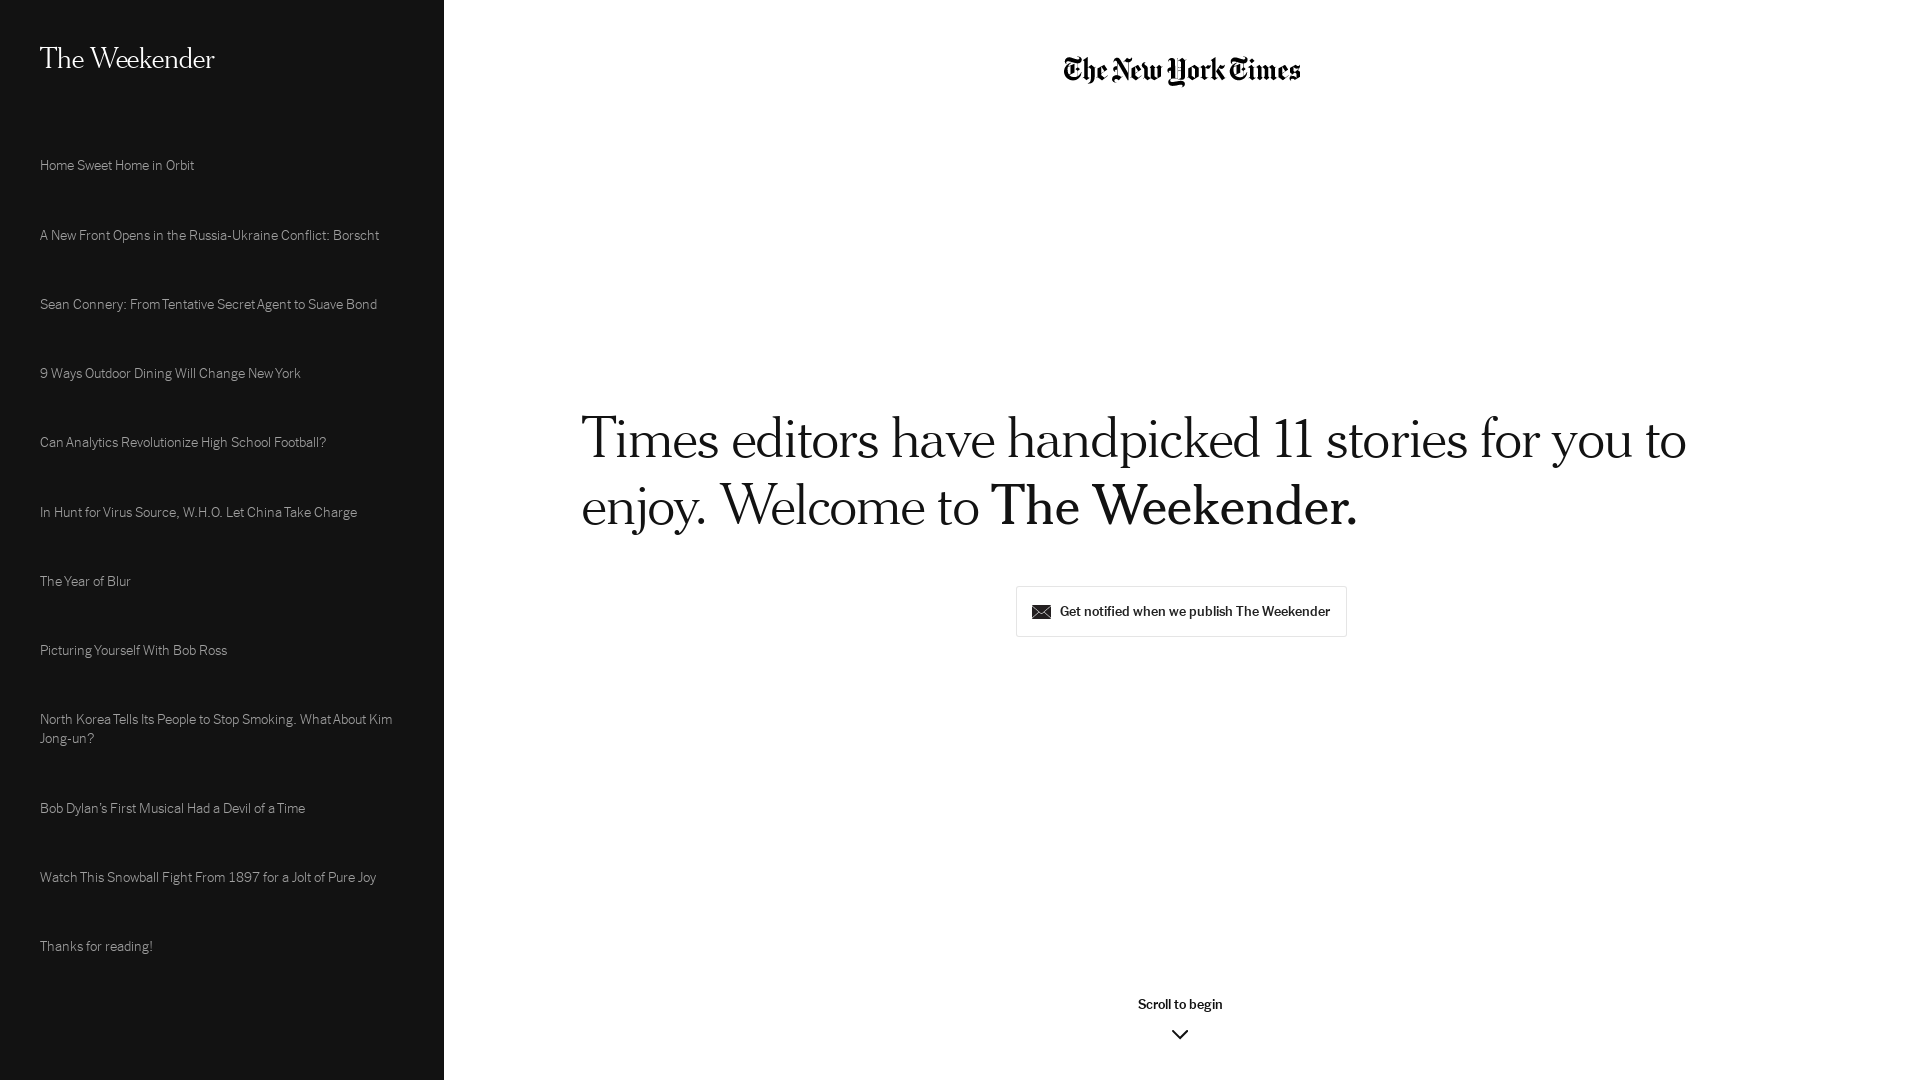 The Weekender
Home Sweet Home in Orbit
A New Front Opens in the Russia-Ukraine Conflict: Borscht
Sean Connery: From Tentative Secret Agent to Suave Bond
9 Ways Outdoor Dining Will Change New York
Can Analytics Revolutionize High School Football?
In Hunt for Virus Source, W.H.O. Let China Take Charge
The Year of Blur
Picturing Yourself With Bob Ross
North Korea Tells Its People to Stop Smoking. What About Kim
Jong-un?
Bob Dylan’s First Musical Had a Devil of a Time
Watch This Snowball Fight From 1897 for a Jolt of Pure Joy
Thanks for reading!
The New York Times
Times editors have handpicked 11 stories for you to
enjoy. Welcome to The Weekender.
Get notified when we publish The Weekender
Scroll to begin